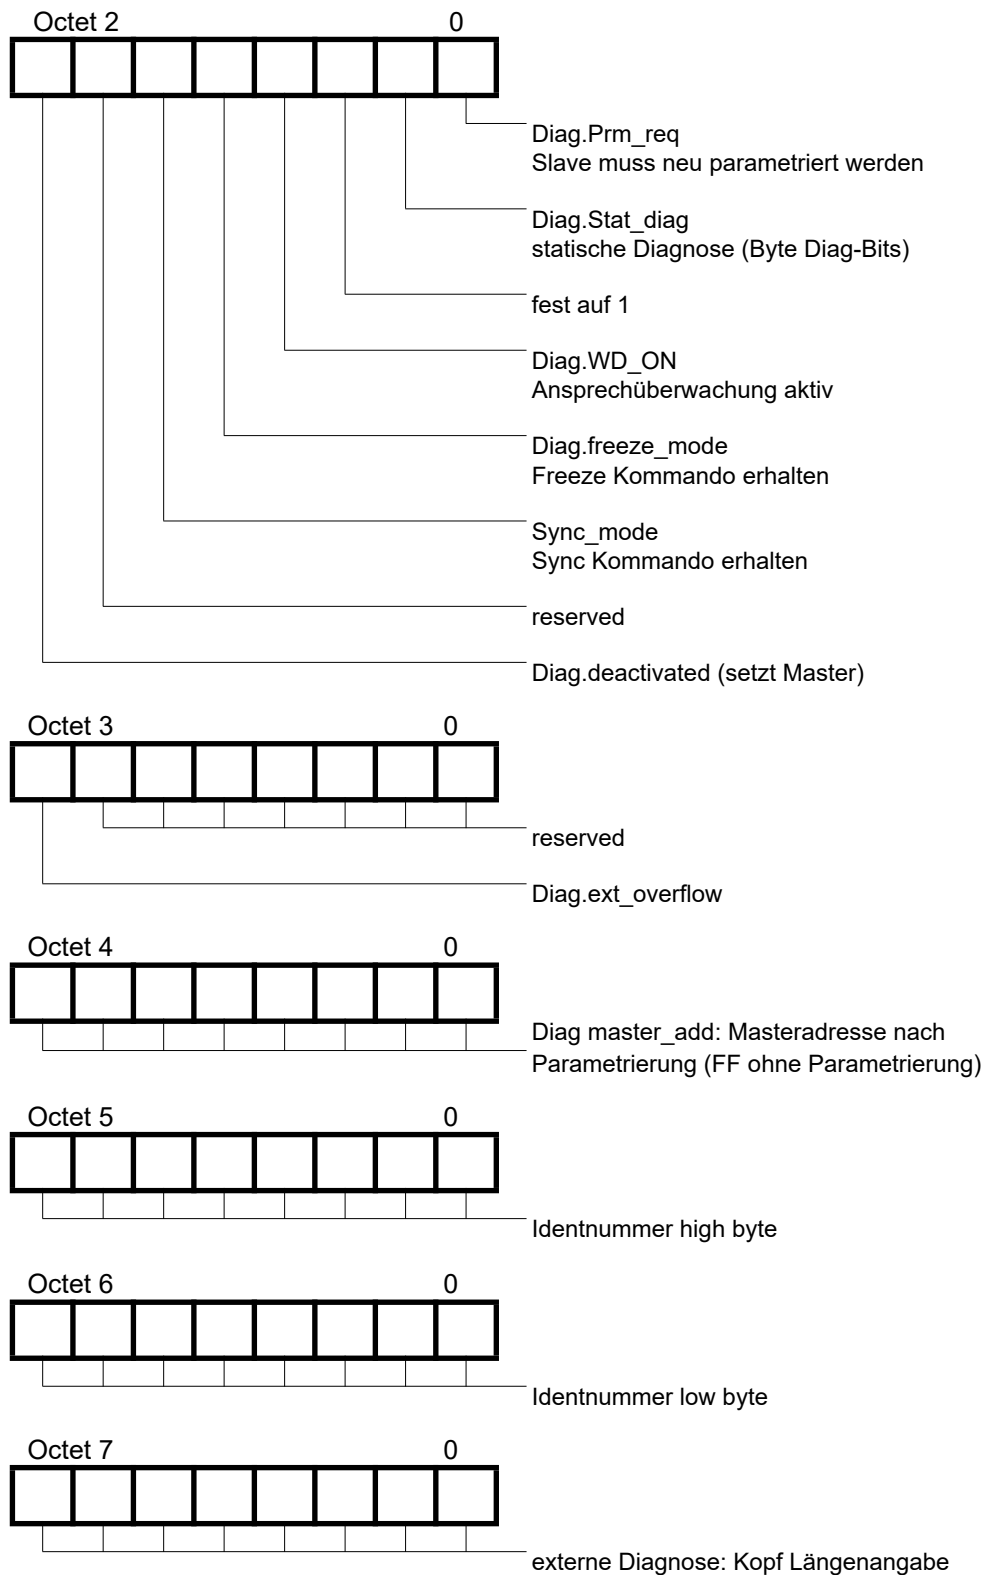 Octet 2 0
Diag.Prm_req
Slave muss neu parametriert werden
Diag.Stat_diag
statische Diagnose (Byte Diag-Bits)
fest auf 1
Diag.WD_ON
Ansprechüberwachung aktiv
Diag.freeze_mode
Freeze Kommando erhalten
Sync_mode
Sync Kommando erhalten
reserved
Diag.deactivated (setzt Master)
Octet 3 0
reserved
Diag.ext_overflow
Octet 4 0
Diag master_add: Masteradresse nach
Parametrierung (FF ohne Parametrierung)
Octet 5 0
Identnummer high byte
Octet 6 0
Identnummer low byte
Octet 7 0
externe Diagnose: Kopf Längenangabe